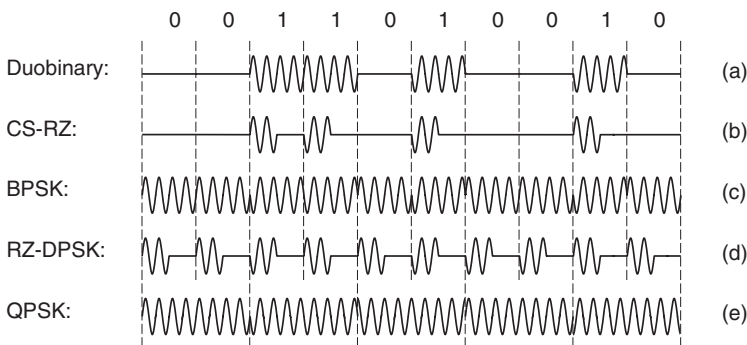 0 0 1 1 0 1 0 0 1 0
Duobinary: (a)
CS-RZ: (b)
BPSK: (c)
RZ-DPSK: (d)
QPSK: (e)